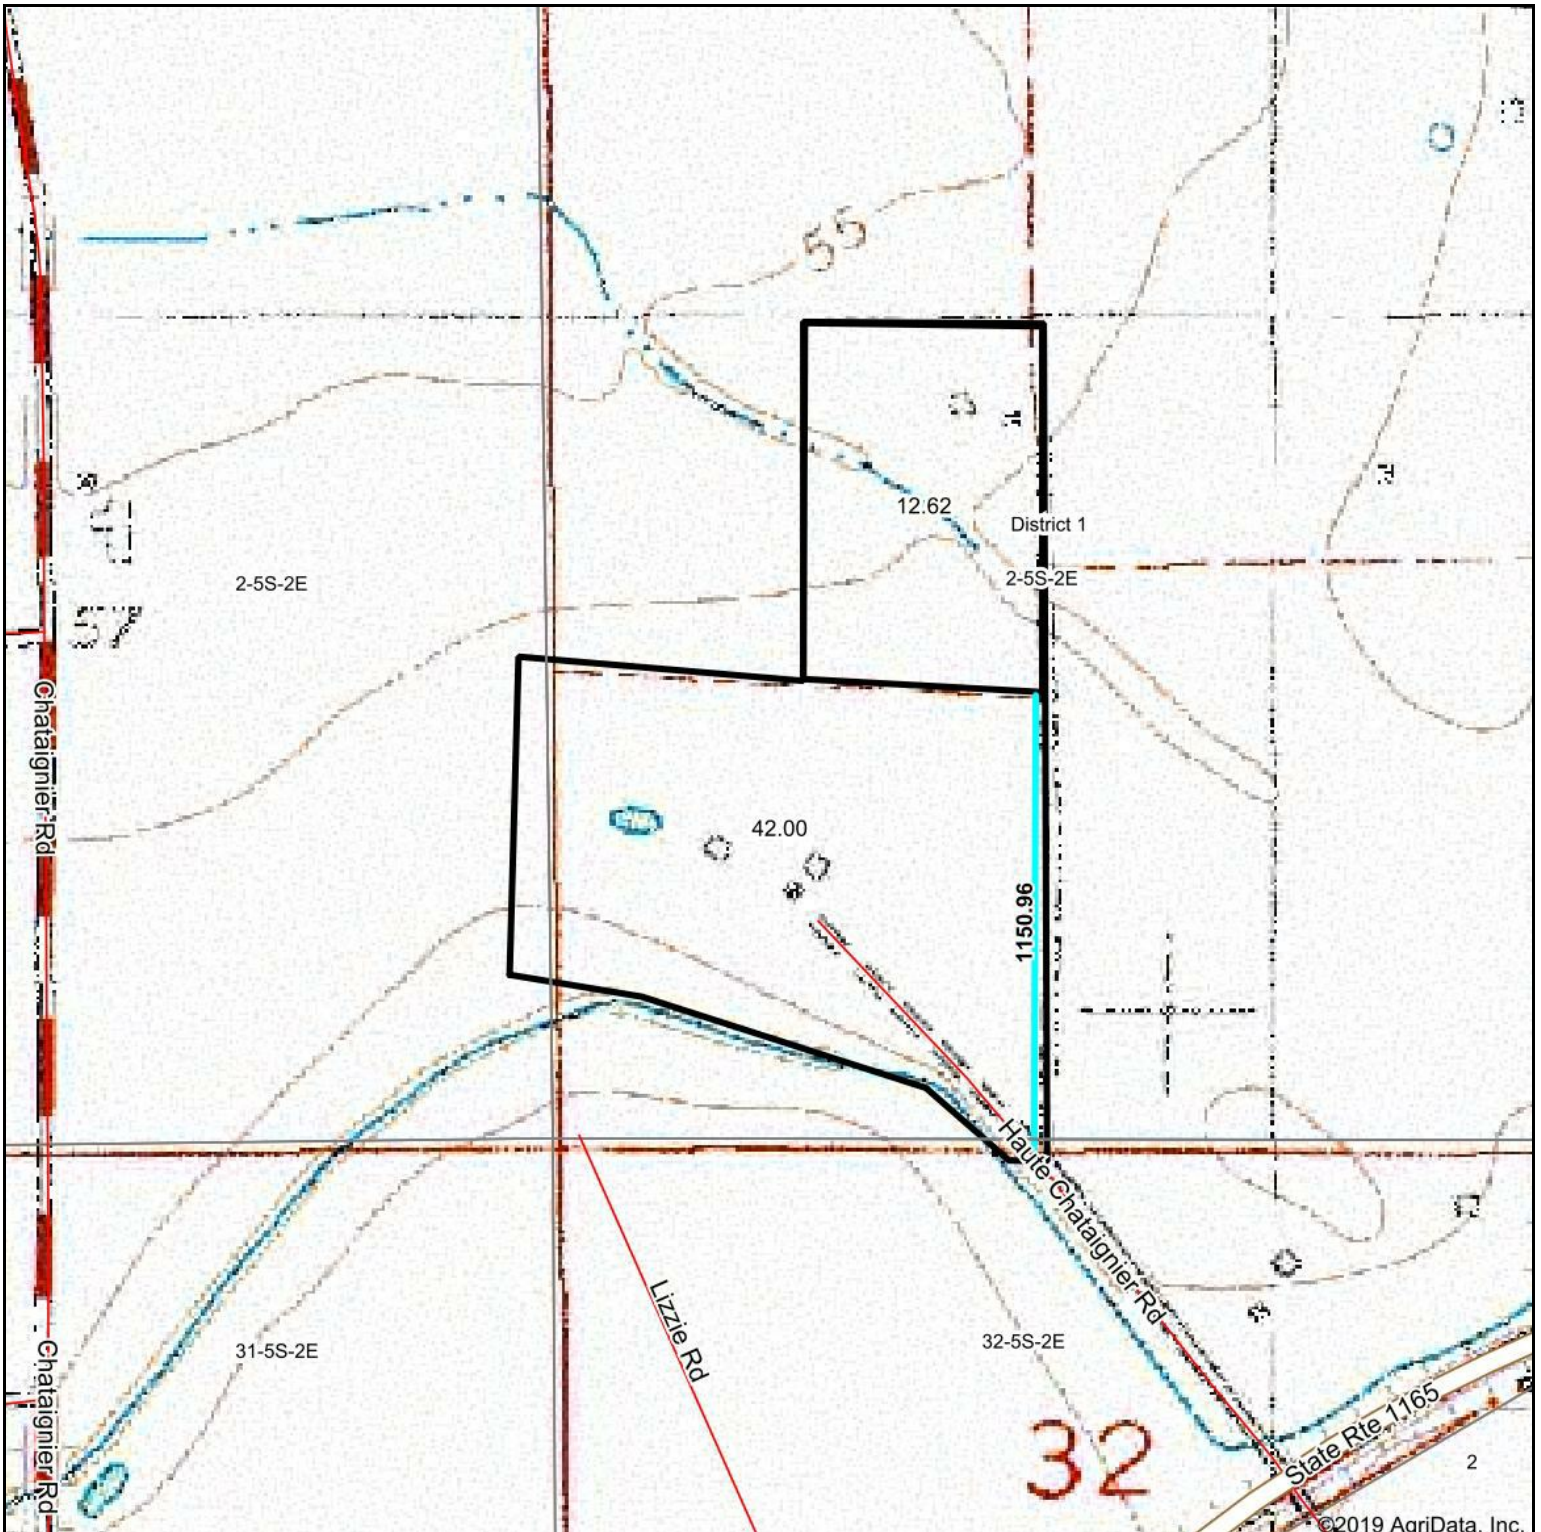 55
12.62
District 1
2-5S-2E
2-5S-2E
57
Chataignier Rd
42.00
1150.96
Haute Chataignier Rd
Lizzie Rd
31-5S-2E
32-5S-2E
Chataignier Rd
32
State Rte 1165
2
©2019 AgriData, Inc.